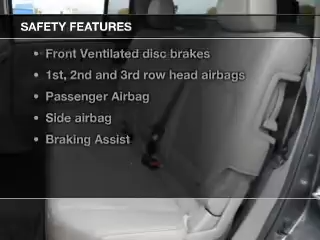 SAFETY FEATURES
• Front Ventilated disc brakes
• 1st, 2nd and 3rd row head airbags
• Passenger Airbag
• Side airbag
• Braking Assist